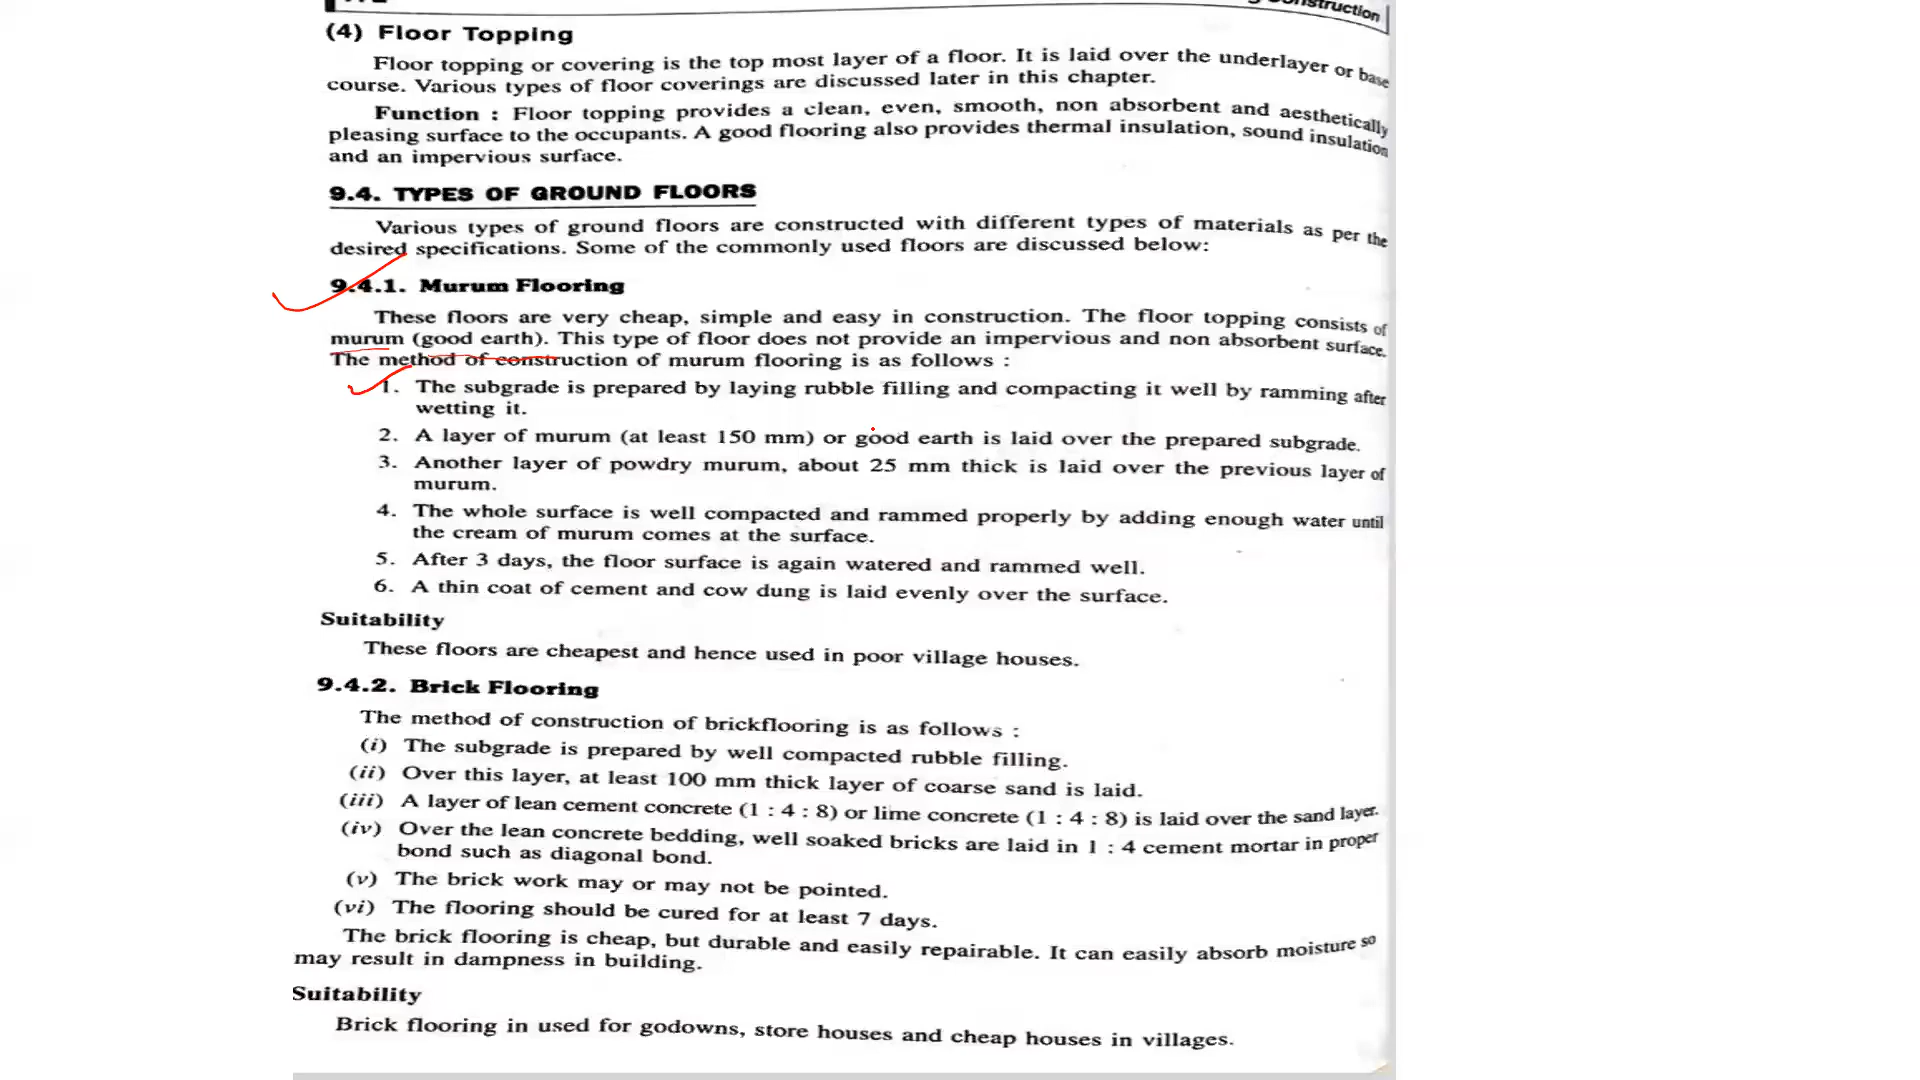 nstruction
(4) Floor Topping
Floor topping or covering is the top most layer of a floor. It is laid over the underlayer or base
course. Various types of floor coverings are discussed later in this chapter.
Function : Floor topping provides a clean, even, smooth, non absorbent and aesthetically
pleasing surface to the occupants. A good flooring also provides thermal insulation, sound insulation
and an impervious surface.
9.4. TYPES OF GROUND FLOORS
Various types of ground floors are constructed with different types of materials as per the
desired specifications. Some of the commonly used floors are discussed below:
9.4.1. Murum Flooring
These floors are very cheap, simple and easy in construction. The floor topping consists of
murum (good earth). This type of floor does not provide an impervious and non absorbent surface.
The method of construction of murum flooring is as follows :
1. The subgrade is prepared by laying rubble filling and compacting it well by ramming after
wetting it.
2. A layer of murum (at least 150 mm) or good earth is laid over the prepared subgrade.
3. Another layer of powdry murum, about 25 mm thick is laid over the previous layer of
murum.
4. The whole surface is well compacted and rammed properly by adding enough water until
the cream of murum comes at the surface.
5. After 3 days, the floor surface is again watered and rammed well.
6. A thin coat of cement and cow dung is laid evenly over the surface.
Suitability
These floors are cheapest and hence used in poor village houses.
9.4.2. Brick Flooring
The method of construction of brickflooring is as follows :
(i) The subgrade is prepared by well compacted rubble filling.
(ii) Over this layer, at least 100 mm thick layer of coarse sand is laid.
(iii) A layer of lean cement concrete (1 : 4 : 8) or lime concrete (1 : 4 : 8) is laid over the sand layer.
(iv) Over the lean concrete bedding, well soaked bricks are laid in 1 : 4 cement mortar in proper
bond such as diagonal bond.
(v) The brick work may or may not be pointed.
(vi) The flooring should be cured for at least 7 days.
The brick flooring is cheap, but durable and easily repairable. It can easily absorb moisture so
may result in dampness in building.
Suitability
Brick flooring in used for godowns, store houses and cheap houses in villages.